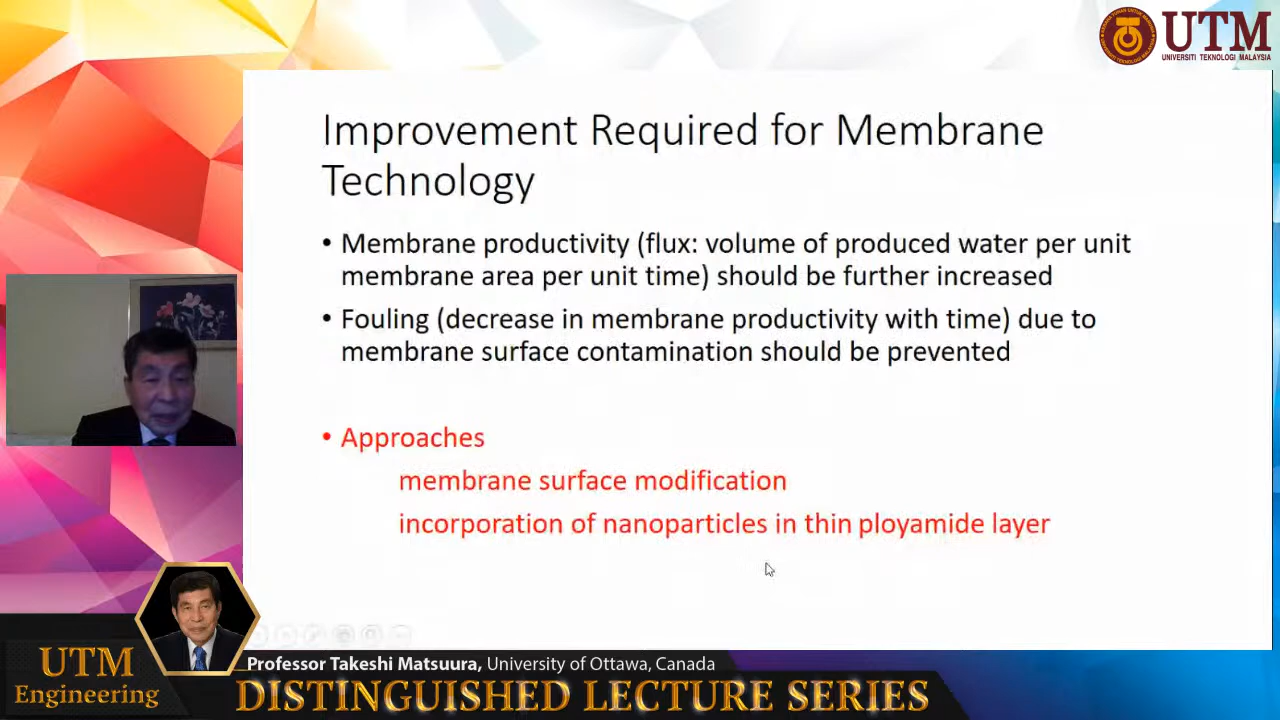 UTM
UNIVERSITI TEKNOLOGI MALAYSIA
Improvement Required for Membrane
Technology
• Membrane productivity (flux: volume of produced water per unit
membrane area per unit time) should be further increased
• Fouling (decrease in membrane productivity with time) due to
membrane surface contamination should be prevented
• Approaches
membrane surface modification
incorporation of nanoparticles in thin ployamide layer
UTM
Engineering
Professor Takeshi Matsuura, University of Ottawa, Canada
DISTINGUISHED LECTURE SERIES